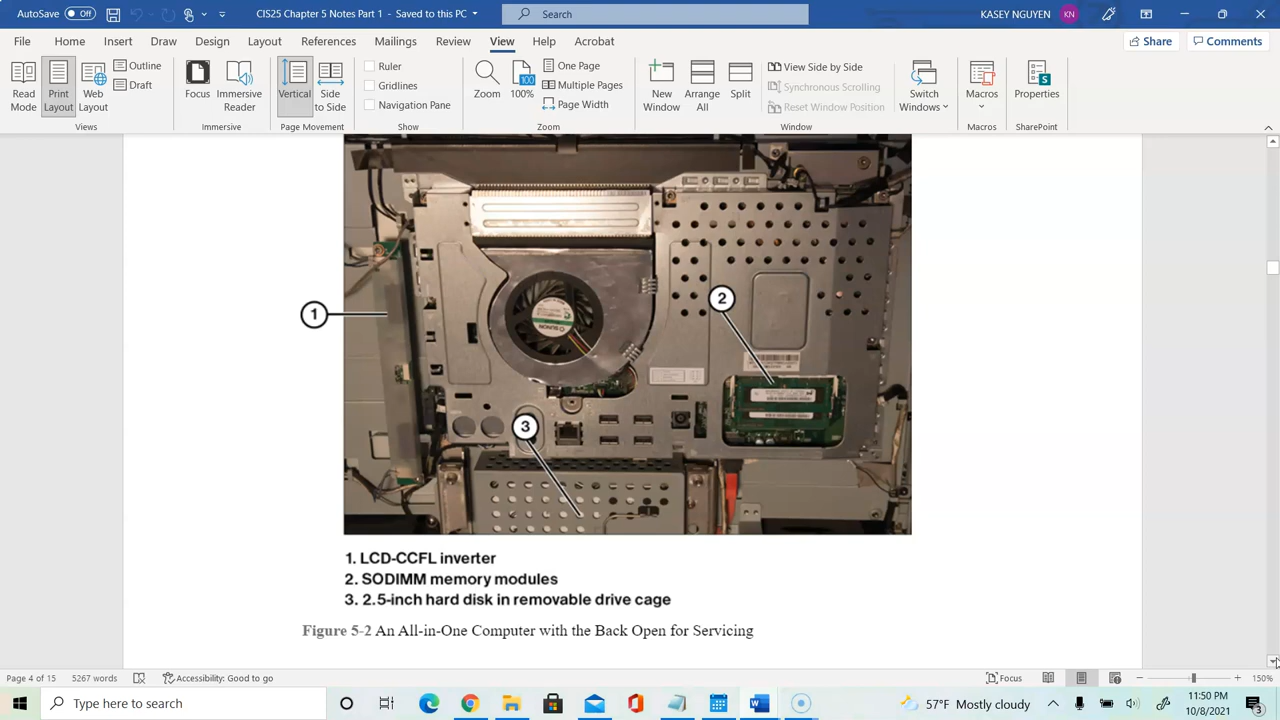 AutoSave Off CIS25 Chapter 5 English - Word Search KASEY NGUYEN KN
File Home Insert Draw Design Layout References Mailings Review View Help Acrobat Share Comments
Read Mode
Print Layout
Web Layout
Outline
Draft
Views
Focus
Immersive Reader
Immersive
Vertical
Side to Side
Page Movement
Ruler
Gridlines
Navigation Pane
Show
Zoom
100
100%
One Page
Multiple Pages
Page Width
Zoom
New Window
Arrange All
Split
View Side by Side
Synchronous Scrolling
Reset Window Position
Switch Windows
Window
Macros
Macros
Properties
SharePoint
1
2
3
1. LCD-CCFL inverter
2. SODIMM memory modules
3. 2.5-inch hard disk in removable drive cage
Figure 5-2 An All-in-One Computer with the Back Open for Servicing
Page 4 of 15 5267 words Accessibility: Good to go Focus 150%
Type here to search 57°F Mostly cloudy 11:50 PM
10/8/2021
3